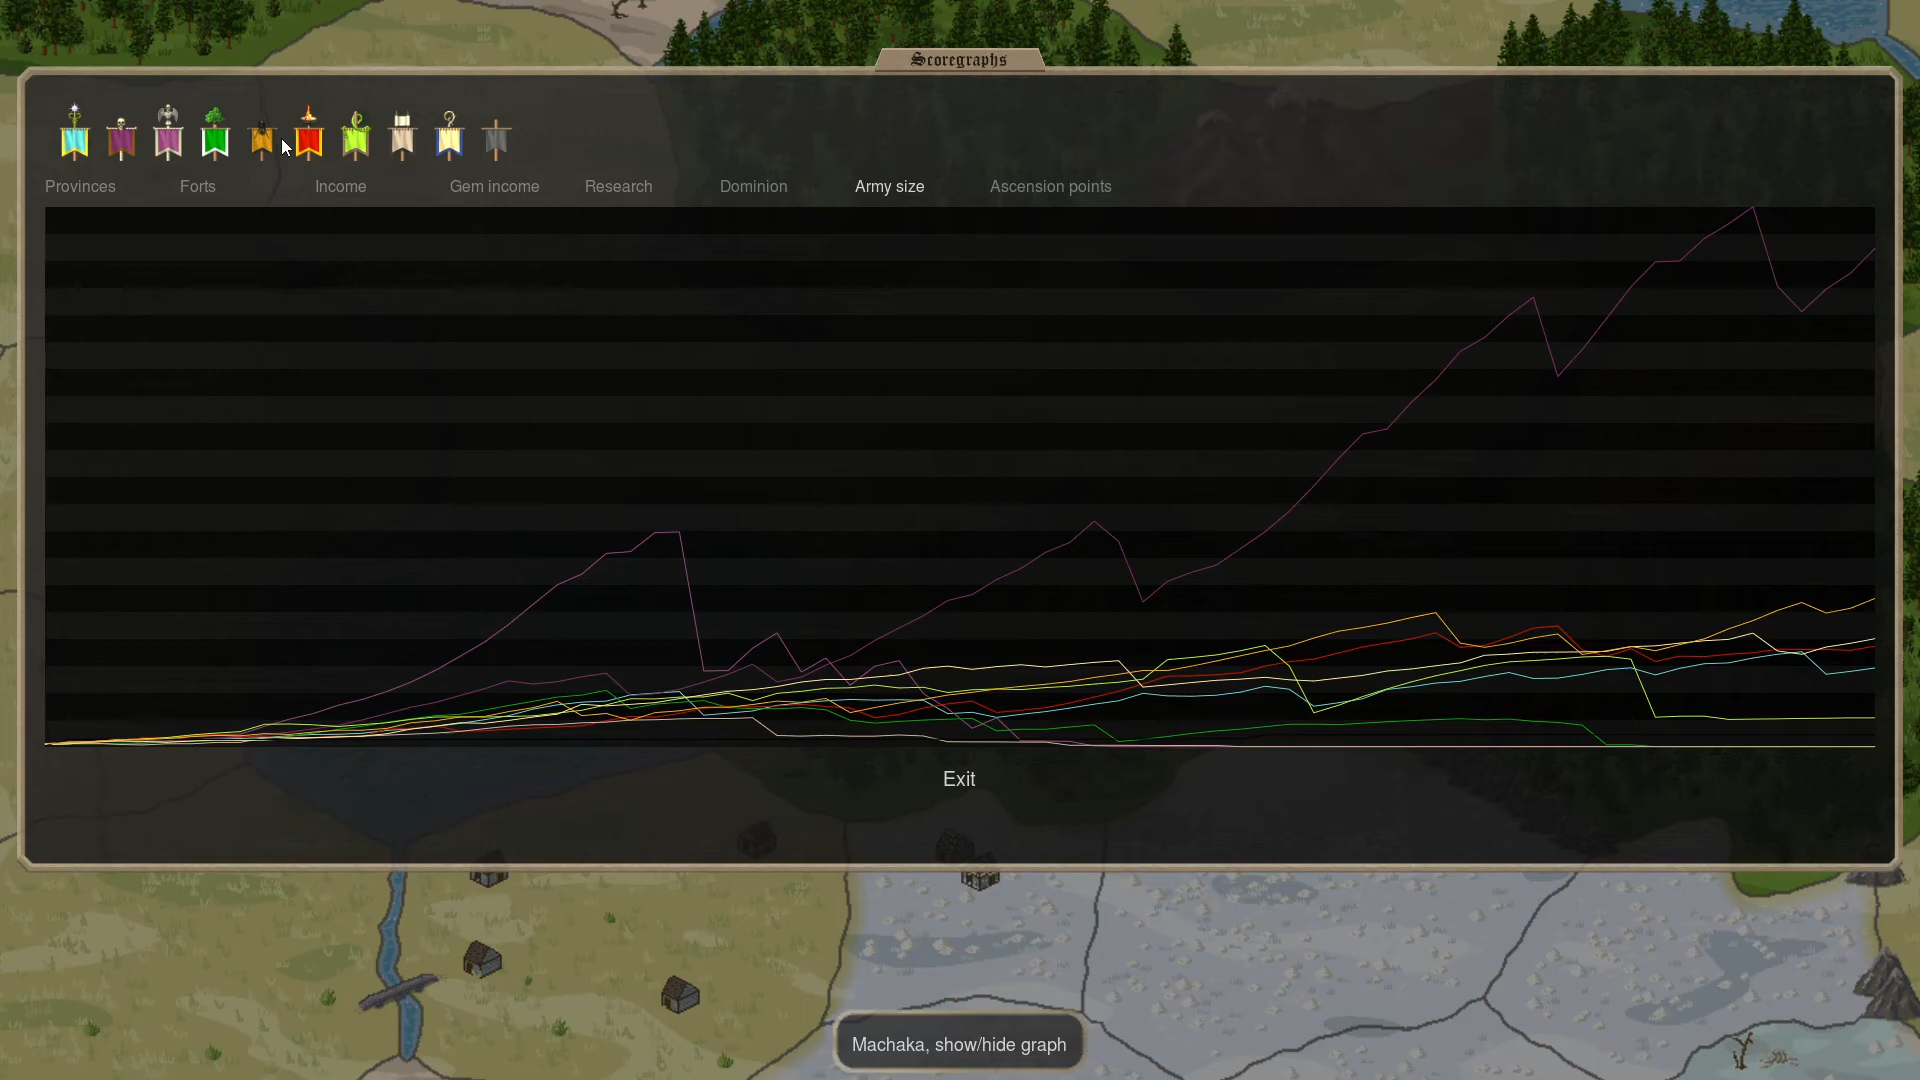 Scoregraphs
Provinces Forts Income Gem income Research Dominion Army size Ascension points
Exit
Machaka, show/hide graph